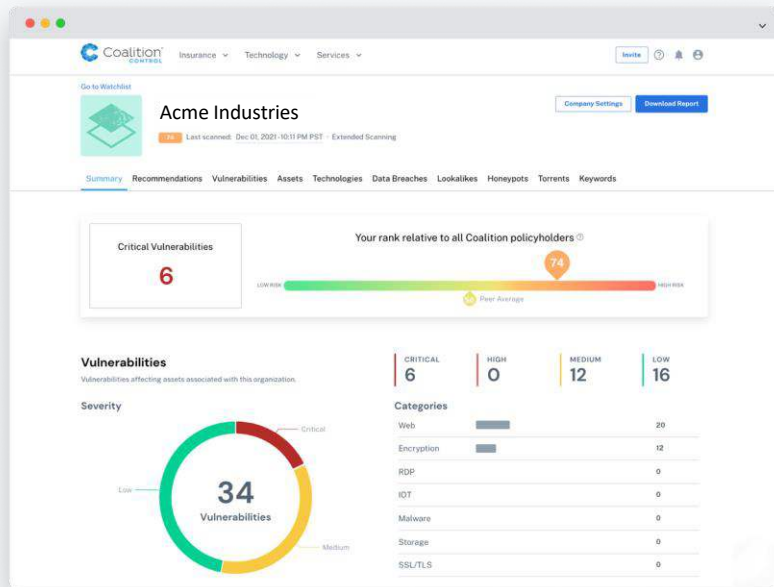 Coalition
CONTROL
Insurance
Technology
Services
Invite
Go to Watchlist
Acme Industries
Company Settings
Download Report
74 Last scanned: Dec 01, 2021-10:11 PM PST · Extended Scanning
Summary Recommendations Vulnerabilities Assets Technologies Data Breaches Lookalikes Honeypots Torrents Keywords
Critical Vulnerabilities
6
Your rank relative to all Coalition policyholders
74
LOW RISK
HIGH RISK
Peer Average
Vulnerabilities
Vulnerabilities affecting assets associated with this organization.
CRITICAL
6
HIGH
0
MEDIUM
12
LOW
16
Severity
Critical
Low
34
Vulnerabilities
Medium
Categories
Web 20
Encryption 12
RDP 0
IOT 0
Malware 0
Storage 0
SSL/TLS 0